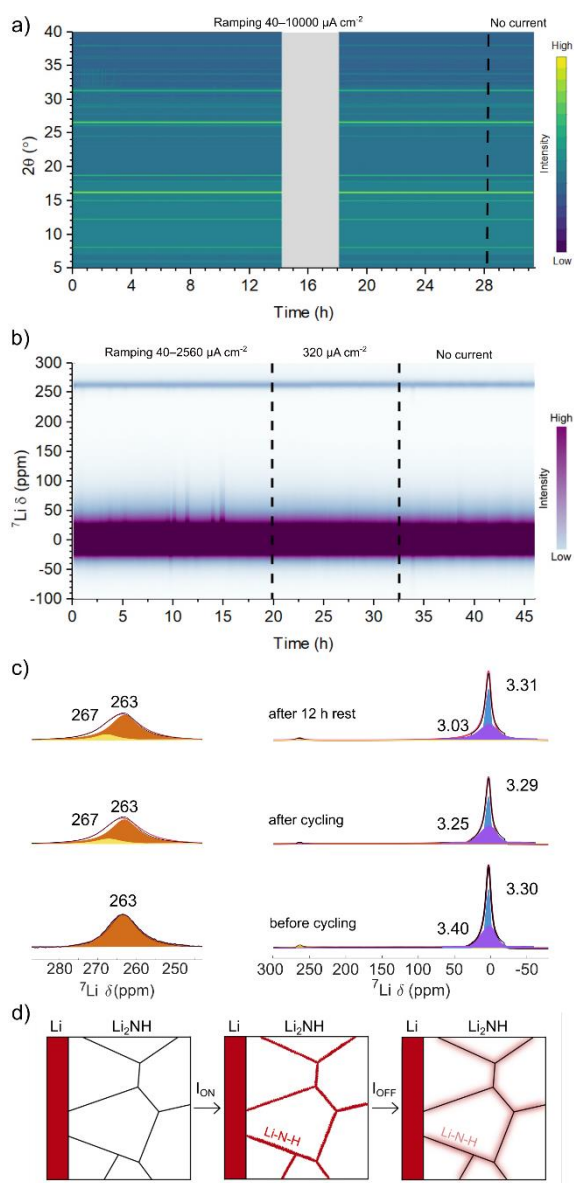 a)
Ramping 40–10000 µA cm⁻²
No current
40
35
30
25
20
15
10
5
2θ (°)
0 4 8 12 16 20 24 28
Time (h)
High
Intensity
Low
b)
Ramping 40–2560 µA cm⁻²
320 µA cm⁻²
No current
300
250
200
150
100
50
0
-50
-100
⁷Li δ (ppm)
0 5 10 15 20 25 30 35 40 45
Time (h)
High
Intensity
Low
c)
267 263
after 12 h rest
3.03
3.31
267 263
after cycling
3.25
3.29
263
before cycling
3.40
3.30
280 270 260 250
⁷Li δ(ppm)
300 250 200 150 100 50 0 -50
⁷Li δ (ppm)
d)
Li Li₂NH
I_ON
Li Li₂NH
Li-N-H
I_OFF
Li Li₂NH
Li-N-H